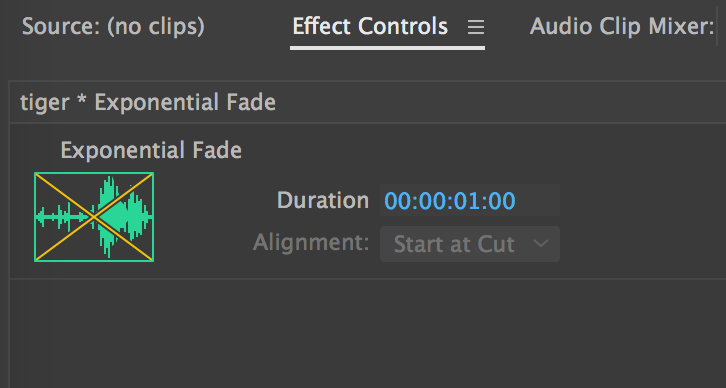 Source: (no clips)
Effect Controls
Audio Clip Mixer:
tiger * Exponential Fade
Exponential Fade
Duration 00:00:01:00
Alignment: Start at Cut